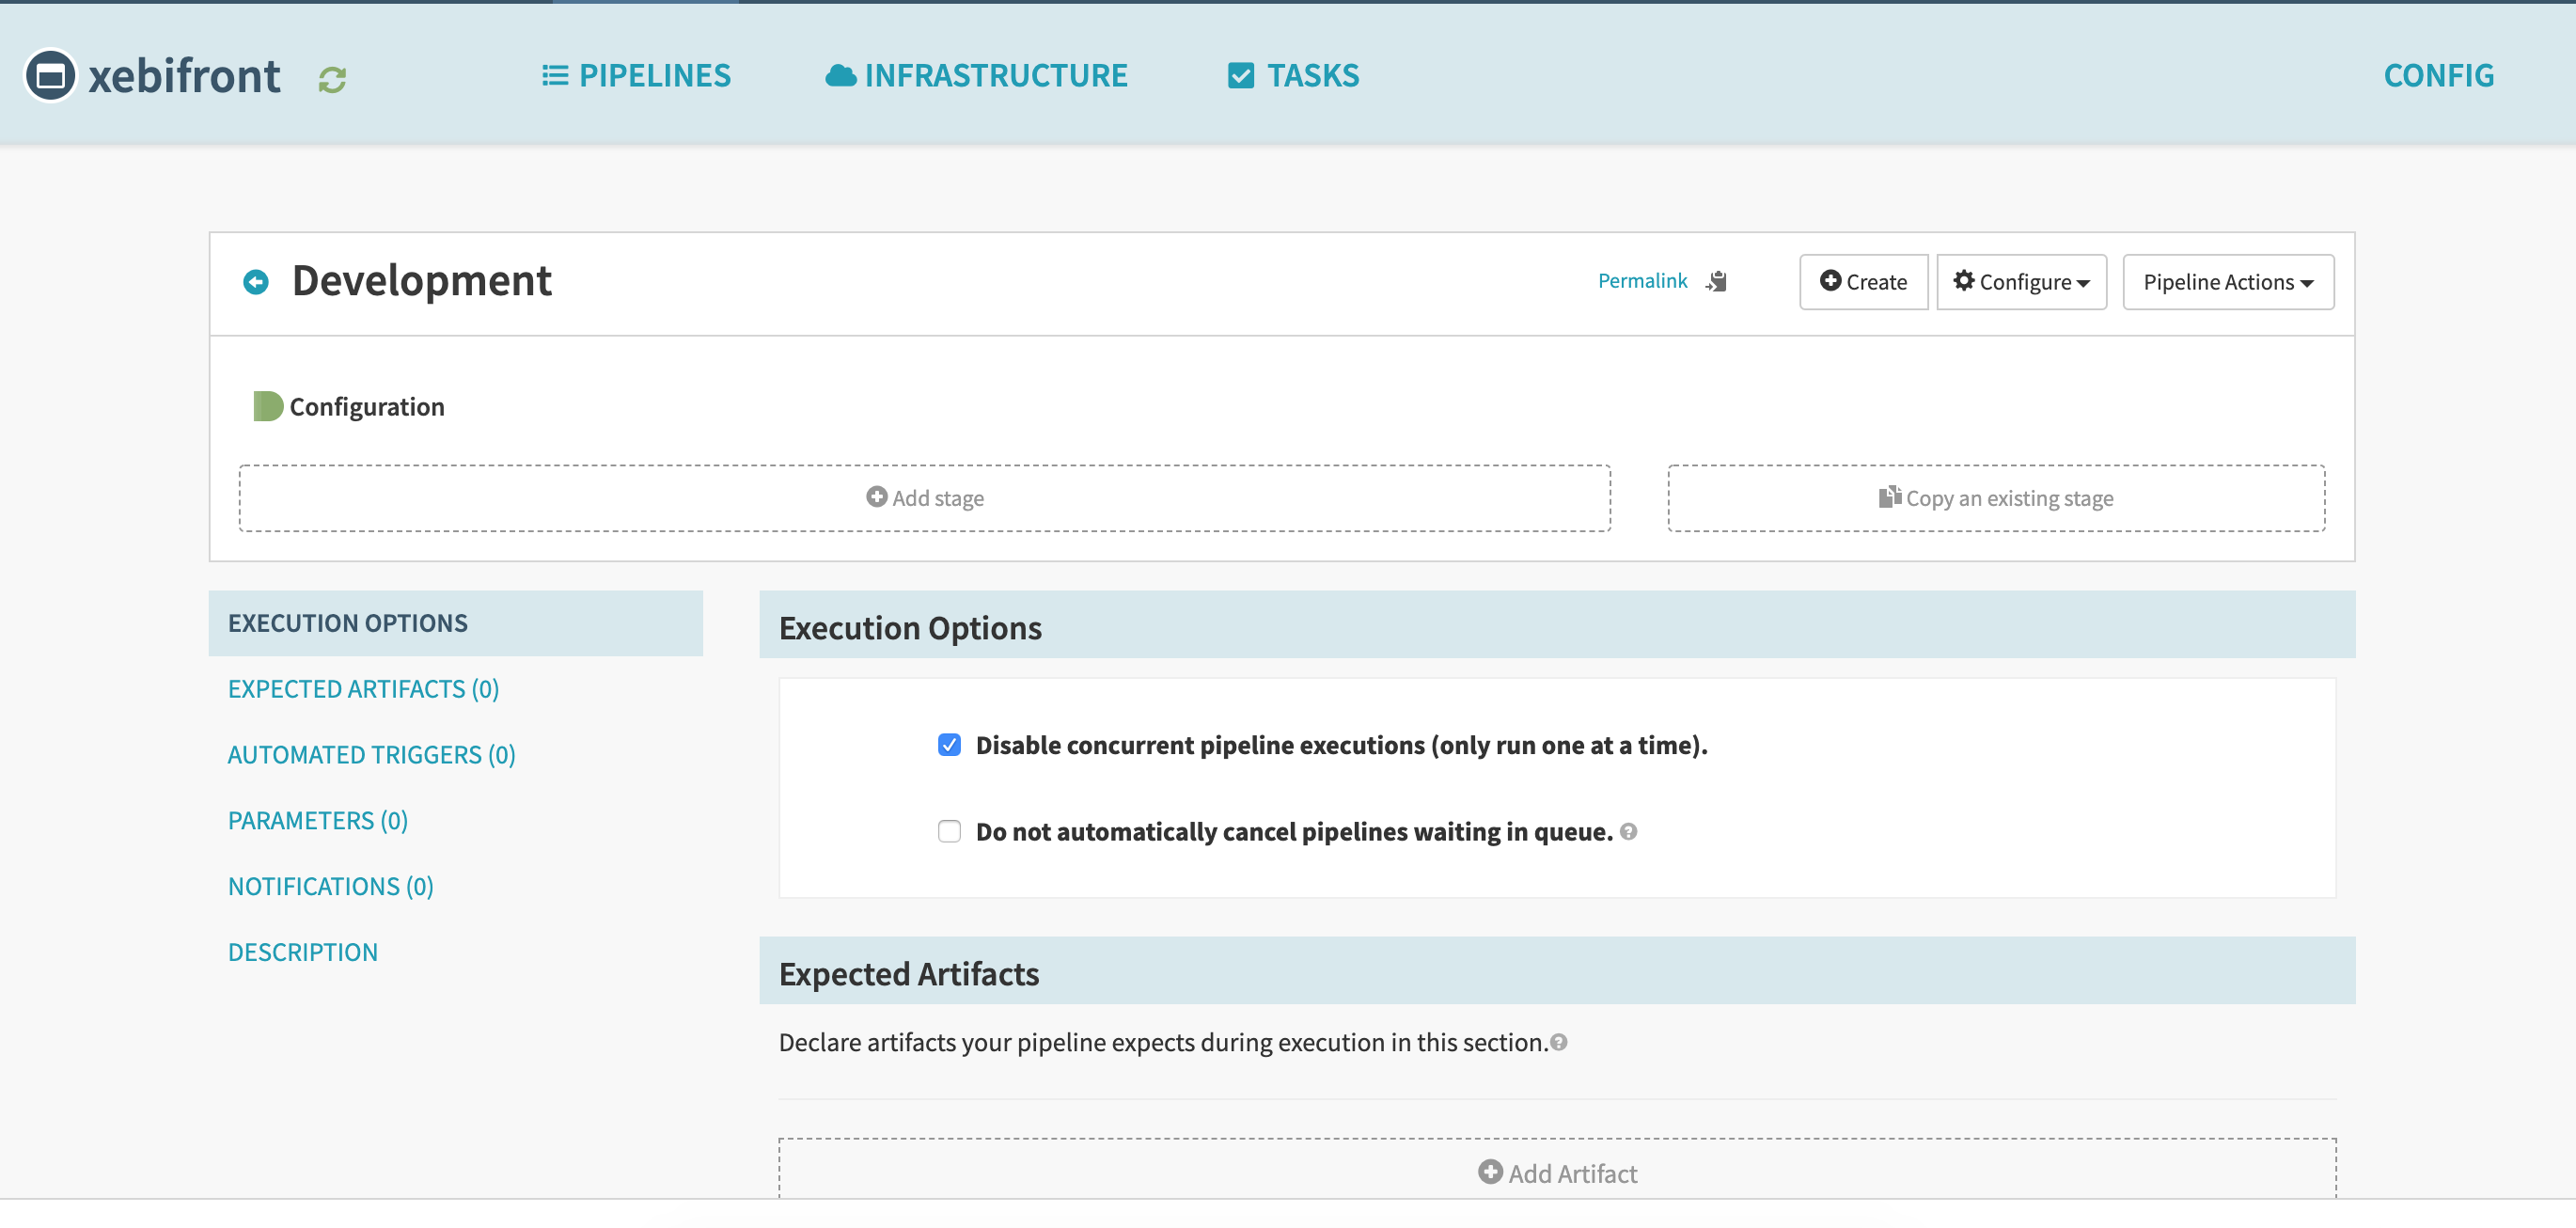 xebifront
PIPELINES
INFRASTRUCTURE
TASKS
CONFIG
Development
Permalink
Create
Configure
Pipeline Actions
Configuration
Add stage
Copy an existing stage
EXECUTION OPTIONS
EXPECTED ARTIFACTS (0)
AUTOMATED TRIGGERS (0)
PARAMETERS (0)
NOTIFICATIONS (0)
DESCRIPTION
Execution Options
Disable concurrent pipeline executions (only run one at a time).
Do not automatically cancel pipelines waiting in queue.
Expected Artifacts
Declare artifacts your pipeline expects during execution in this section.
Add Artifact